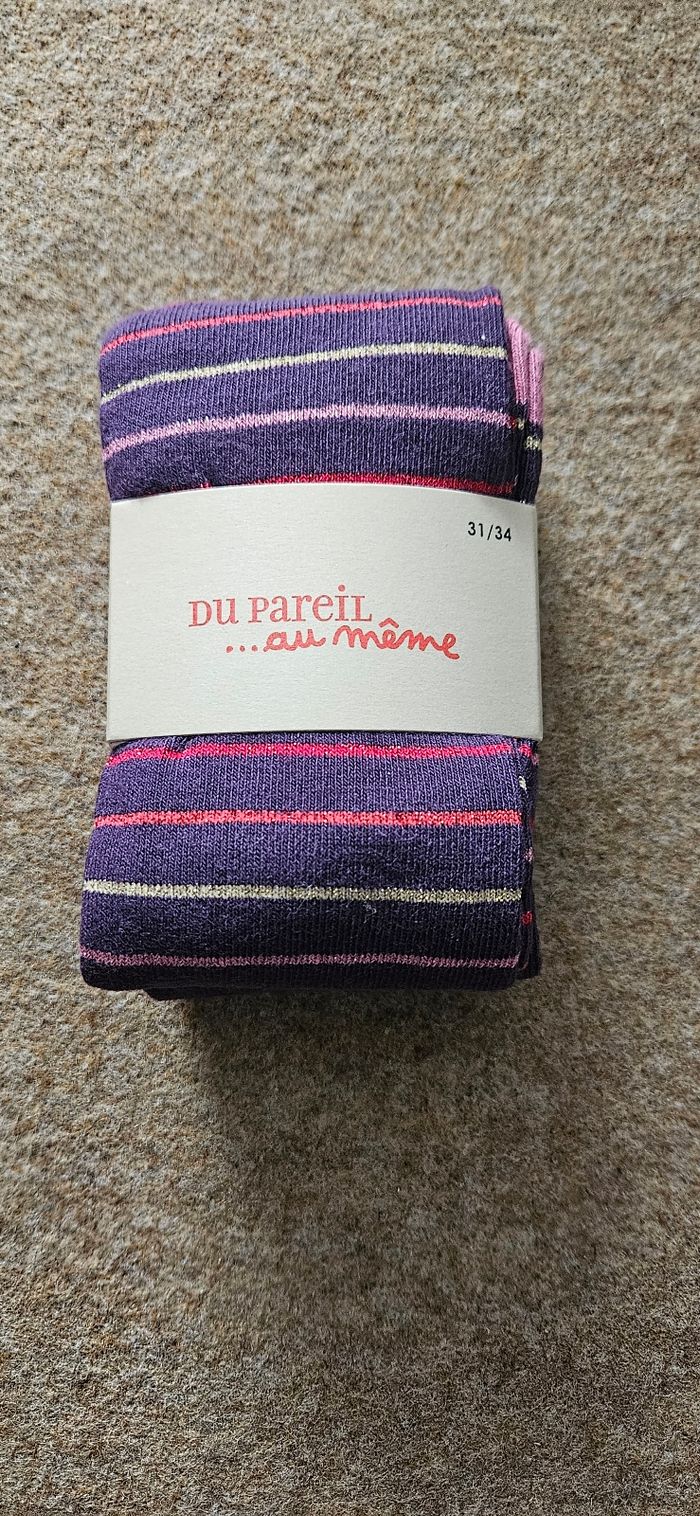 31/34
DU PAREIL
...au même